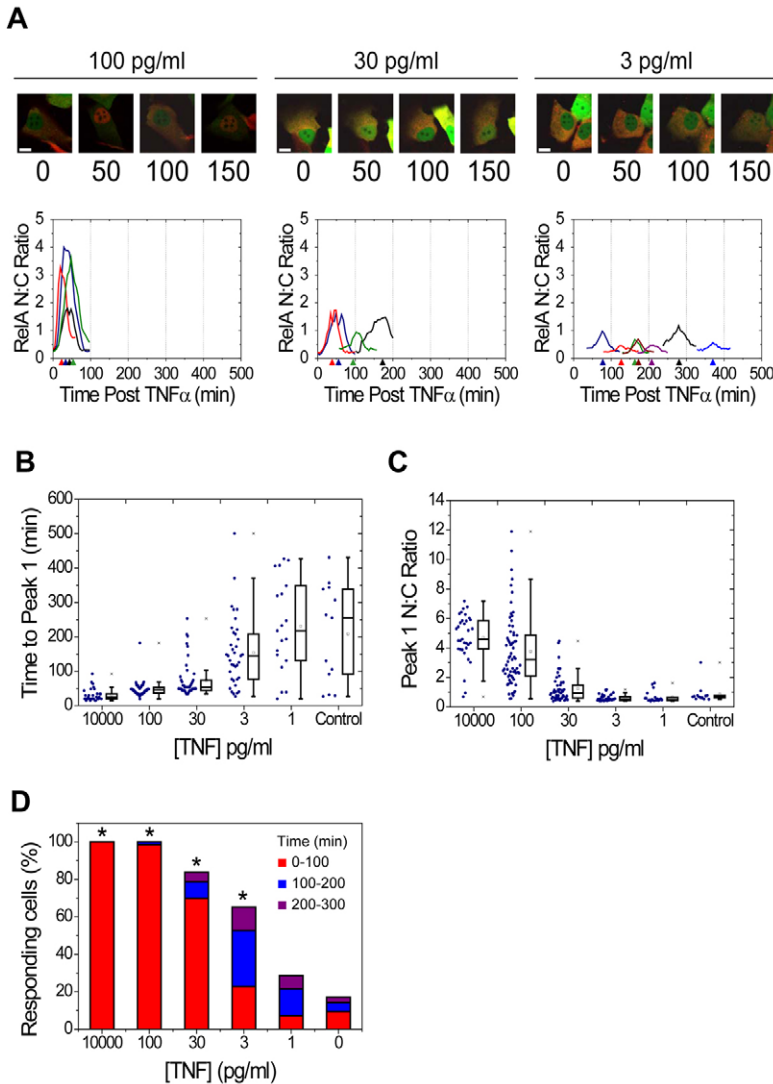 A
100 pg/ml 30 pg/ml 3 pg/ml
0 50 100 150 0 50 100 150 0 50 100 150
RelA N:C Ratio
5
4
3
2
1
0
0 100 200 300 400 500
Time Post TNFα (min)
RelA N:C Ratio
5
4
3
2
1
0
0 100 200 300 400 500
Time Post TNFα (min)
RelA N:C Ratio
5
4
3
2
1
0
0 100 200 300 400 500
Time Post TNFα (min)
B
Time to Peak 1 (min)
600
500
400
300
200
100
0
10000 100 30 3 1 Control
[TNF] pg/ml
C
Peak 1 N:C Ratio
14
12
10
8
6
4
2
0
10000 100 30 3 1 Control
[TNF] pg/ml
D
Responding cells (%)
100
80
60
40
20
0
* * * *
Time (min)
0-100
100-200
200-300
10000 100 30 3 1 0
[TNF] (pg/ml)